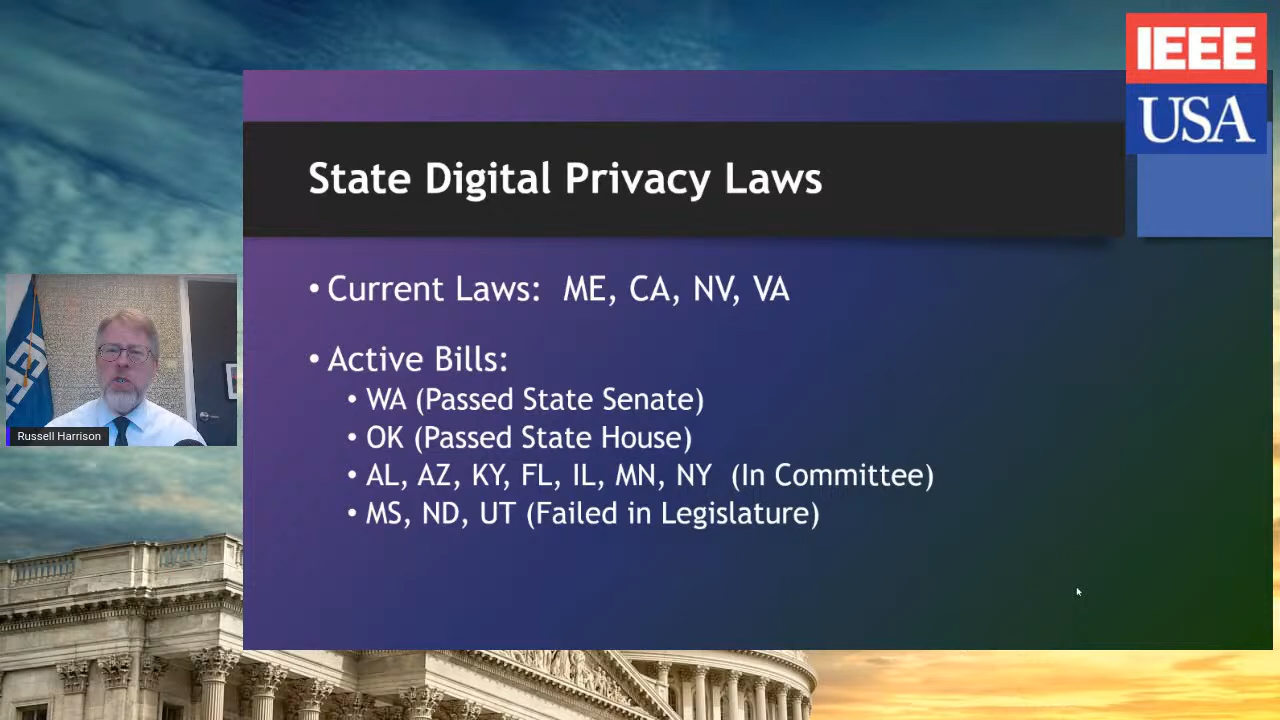 IEEE
USA
State Digital Privacy Laws
• Current Laws: ME, CA, NV, VA
• Active Bills:
• WA (Passed State Senate)
• OK (Passed State House)
• AL, AZ, KY, FL, IL, MN, NY (In Committee)
• MS, ND, UT (Failed in Legislature)
Russell Harrison